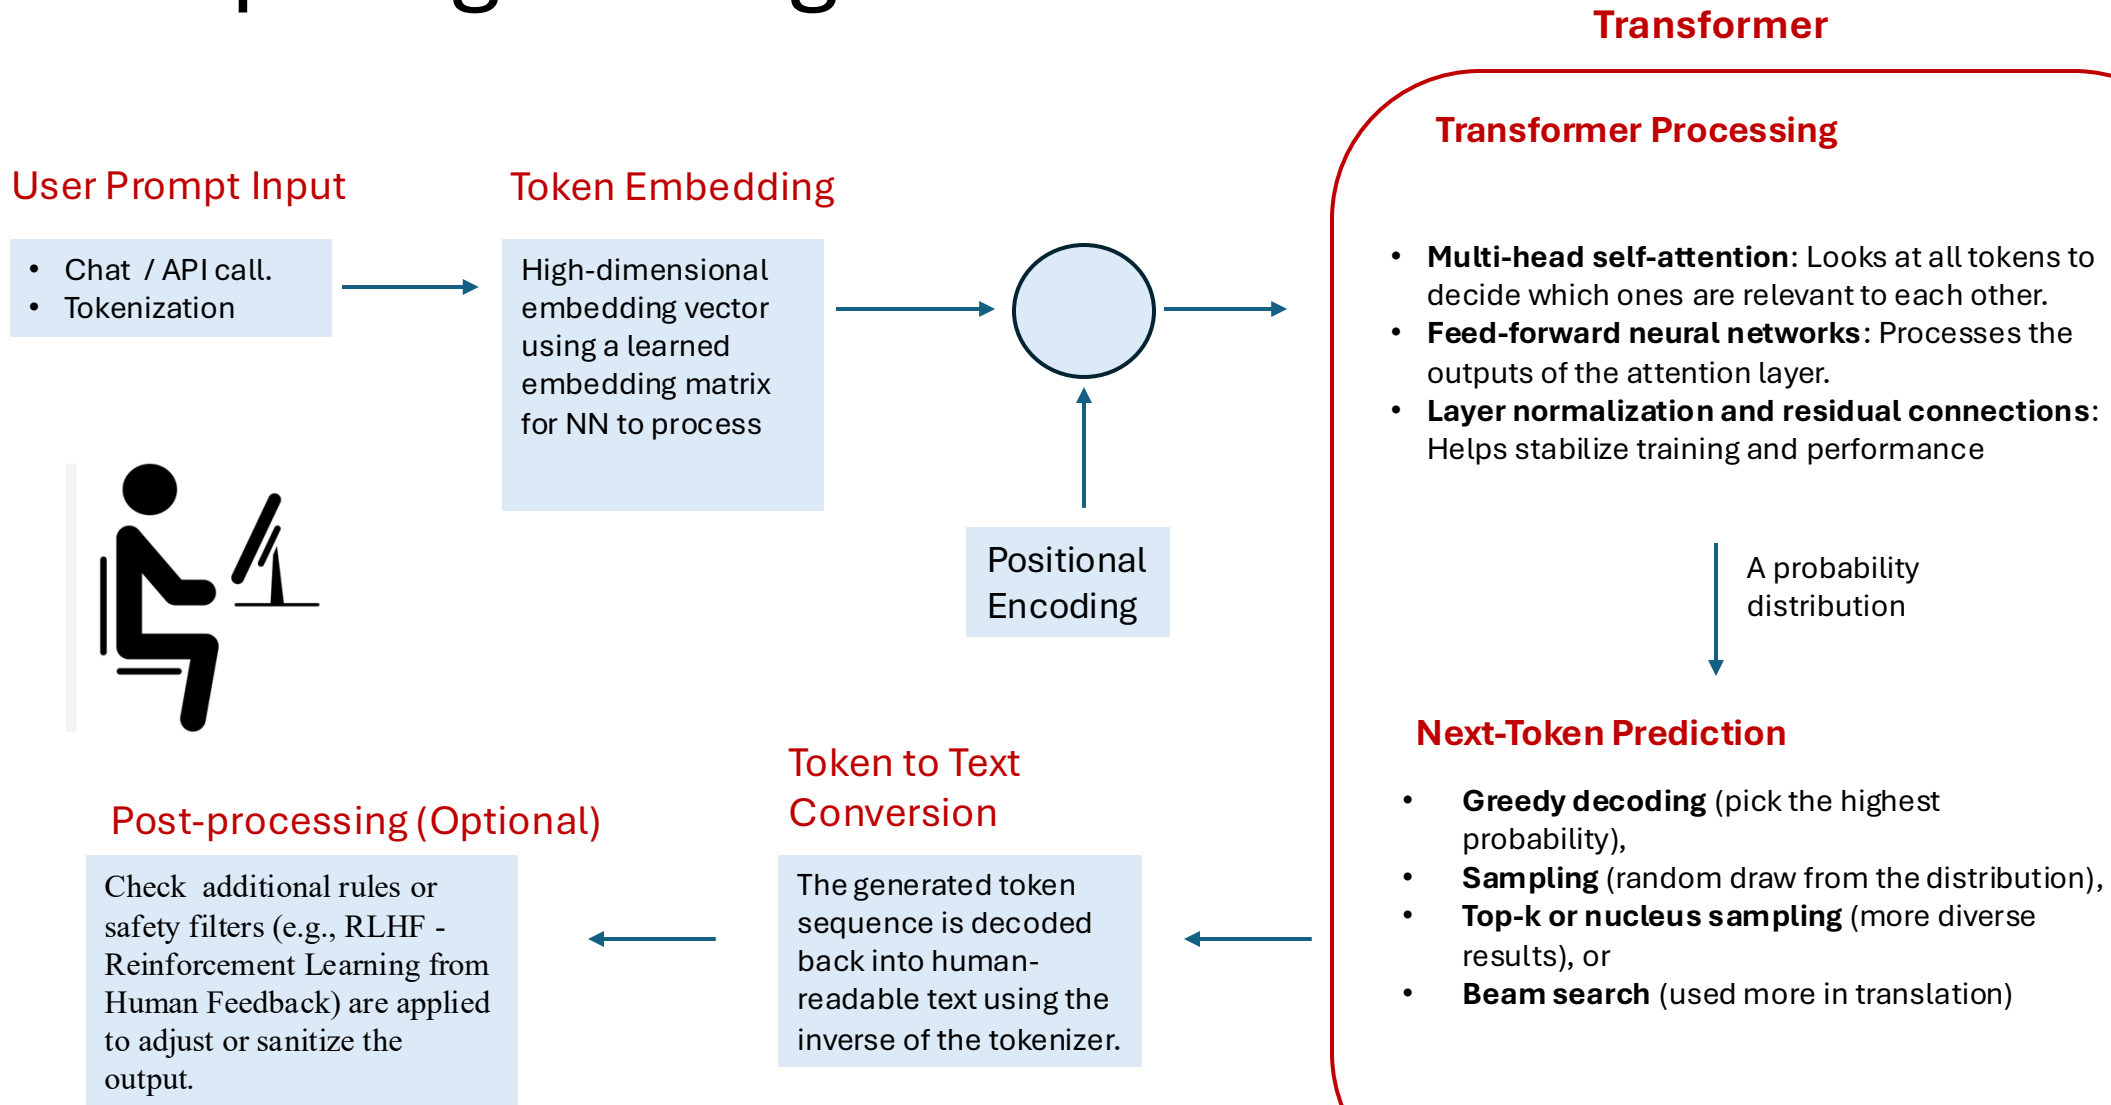 Transformer
Transformer Processing
User Prompt Input
• Chat / API call.
• Tokenization
Token Embedding
High-dimensional
embedding vector
using a learned
embedding matrix
for NN to process
Positional
Encoding
• Multi-head self-attention: Looks at all tokens to
decide which ones are relevant to each other.
• Feed-forward neural networks: Processes the
outputs of the attention layer.
• Layer normalization and residual connections:
Helps stabilize training and performance
A probability
distribution
Next-Token Prediction
• Greedy decoding (pick the highest
probability),
• Sampling (random draw from the distribution),
• Top-k or nucleus sampling (more diverse
results), or
• Beam search (used more in translation)
Token to Text
Conversion
The generated token
sequence is decoded
back into human-
readable text using the
inverse of the tokenizer.
Post-processing (Optional)
Check additional rules or
safety filters (e.g., RLHF -
Reinforcement Learning from
Human Feedback) are applied
to adjust or sanitize the
output.